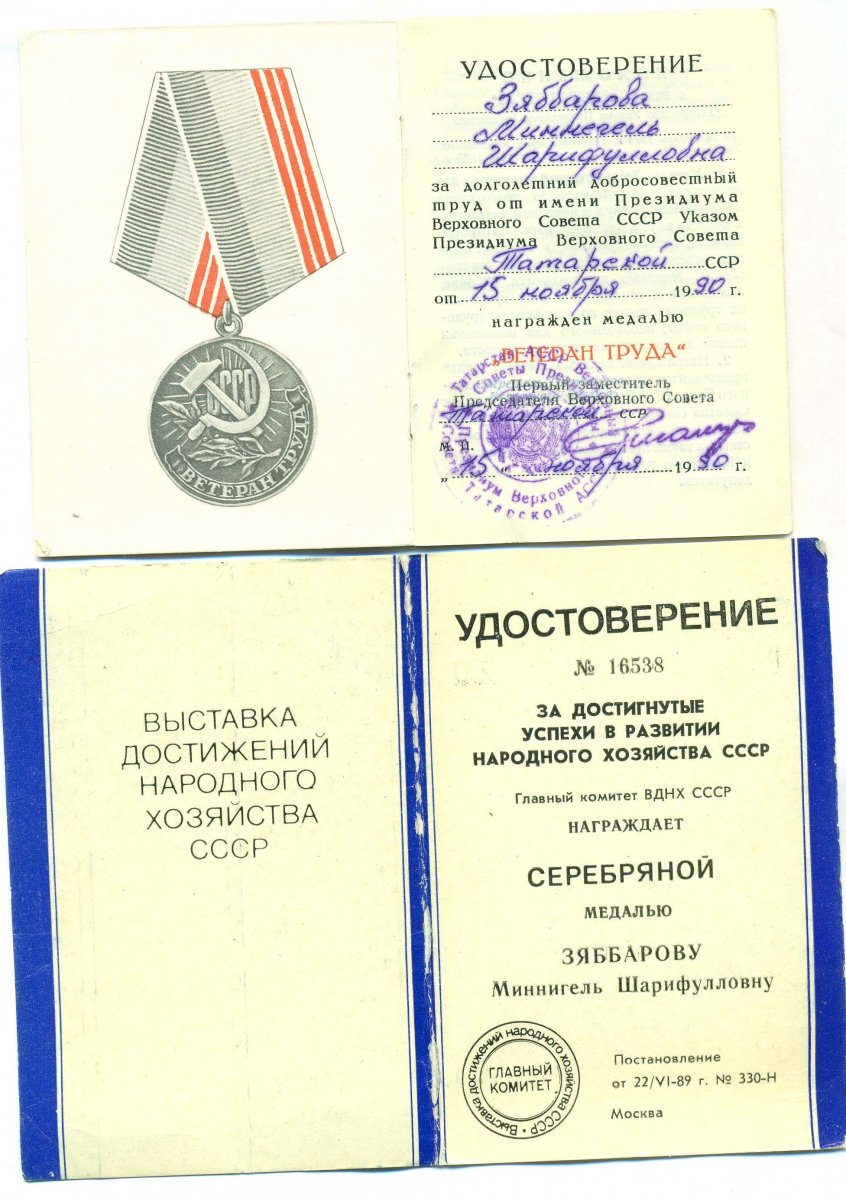 СССР
ВЕТЕРАН ТРУДА
УДОСТОВЕРЕНИЕ
Зяббарова
Миннегель
Шарифулловна
за долголетний добросовестный
труд от имени Президиума
Верховного Совета СССР Указом
Президиума Верховного Совета
Татарской ССР
от 15 ноября 1990 г.
награжден медалью
„ВЕТЕРАН ТРУДА“
Первый заместитель
Председателя Верховного Совета
Татарской ССР
М. П.
„15“ ноября 1990 г.
ВЫСТАВКА
ДОСТИЖЕНИЙ
НАРОДНОГО
ХОЗЯЙСТВА
СССР
УДОСТОВЕРЕНИЕ
№ 16538
ЗА ДОСТИГНУТЫЕ
УСПЕХИ В РАЗВИТИИ
НАРОДНОГО ХОЗЯЙСТВА СССР
Главный комитет ВДНХ СССР
НАГРАЖДАЕТ
СЕРЕБРЯНОЙ
МЕДАЛЬЮ
ЗЯББАРОВУ
Миннигель Шарифулловну
Выставка достижений народного хозяйства СССР
ГЛАВНЫЙ
КОМИТЕТ
Постановление
от 22/VI-89 г. № 330-Н
Москва